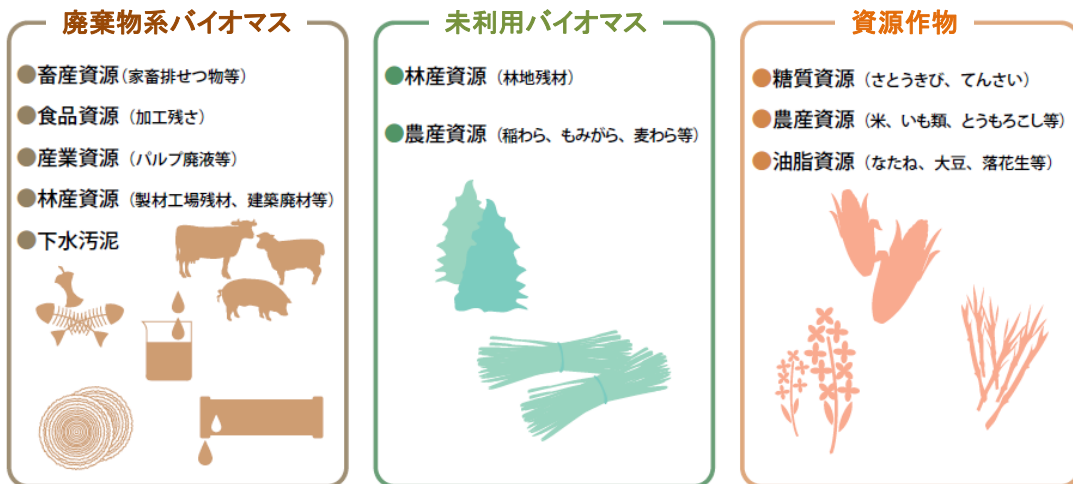 廃棄物系バイオマス
●畜産資源（家畜排せつ物等）
●食品資源（加工残さ）
●産業資源（パルプ廃液等）
●林産資源（製材工場残材、建築廃材等）
●下水汚泥
未利用バイオマス
●林産資源（林地残材）
●農産資源（稲わら、もみがら、麦わら等）
資源作物
●糖質資源（さとうきび、てんさい）
●農産資源（米、いも類、とうもろこし等）
●油脂資源（なたね、大豆、落花生等）